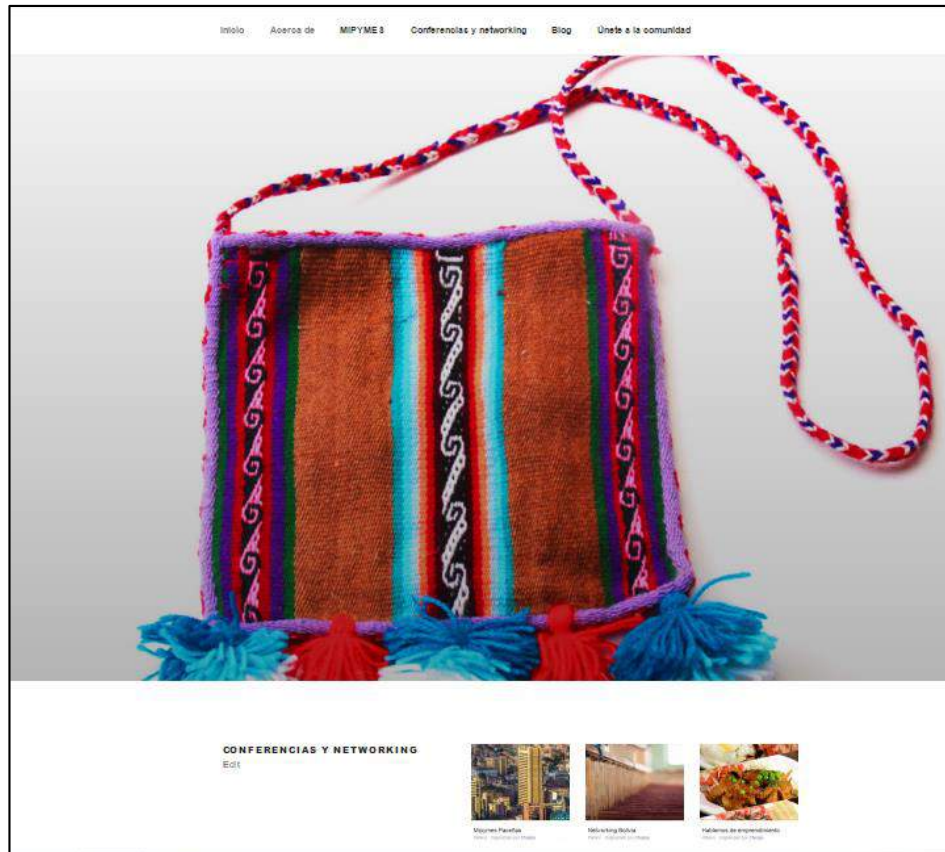 Inicio Acerca de MIPYMES Conferencias y networking Blog Únete a la comunidad
CONFERENCIAS Y NETWORKING
Edit
Mipymes Paceñas
Networking Bolivia
Hablemos de emprendimiento